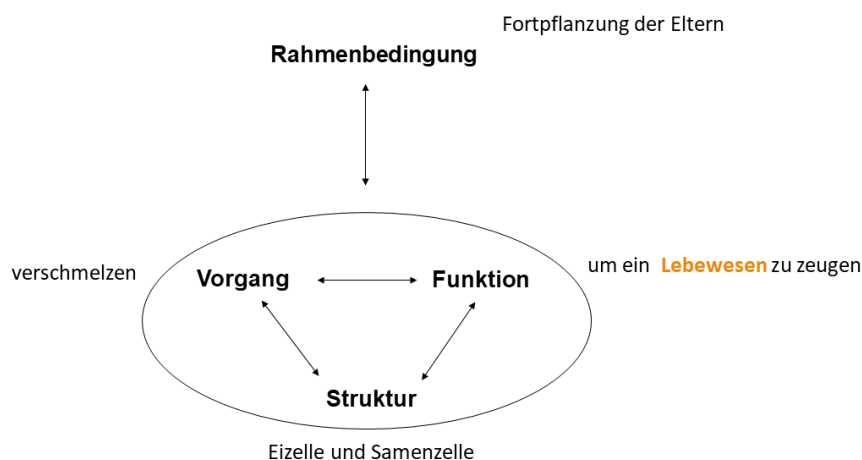 Fortpflanzung der Eltern
Rahmenbedingung
verschmelzen
Vorgang
Funktion
um ein Lebewesen zu zeugen
Struktur
Eizelle und Samenzelle